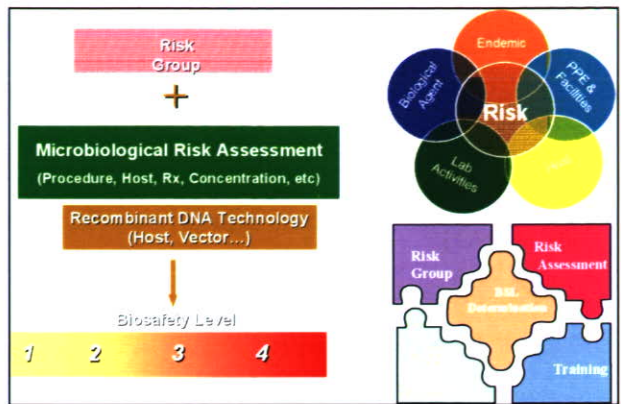 Risk
Group
+
Microbiological Risk Assessment
(Procedure, Host, Rx, Concentration, etc)
Recombinant DNA Technology
(Host, Vector...)
Biosafety Level
1 2 3 4
Endemic
Biological
Agent
PPE &
Facilities
Risk
Lab
Activities
Risk
Group
Risk
Assessment
BSL
Determination
Training